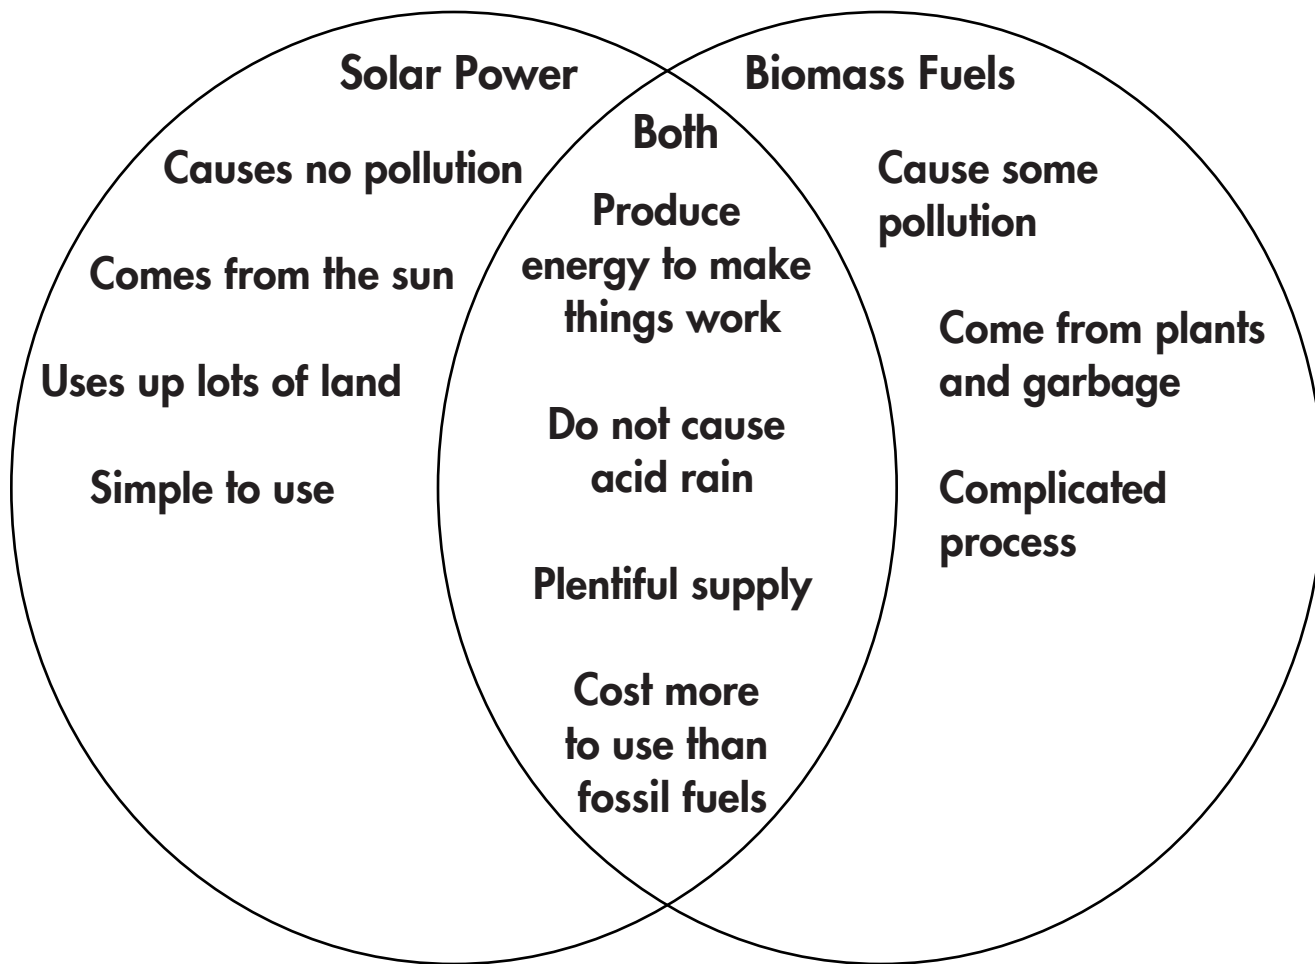 Solar Power
Causes no pollution
Comes from the sun
Uses up lots of land
Simple to use
Both
Produce
energy to make
things work
Do not cause
acid rain
Plentiful supply
Cost more
to use than
fossil fuels
Biomass Fuels
Cause some
pollution
Come from plants
and garbage
Complicated
process